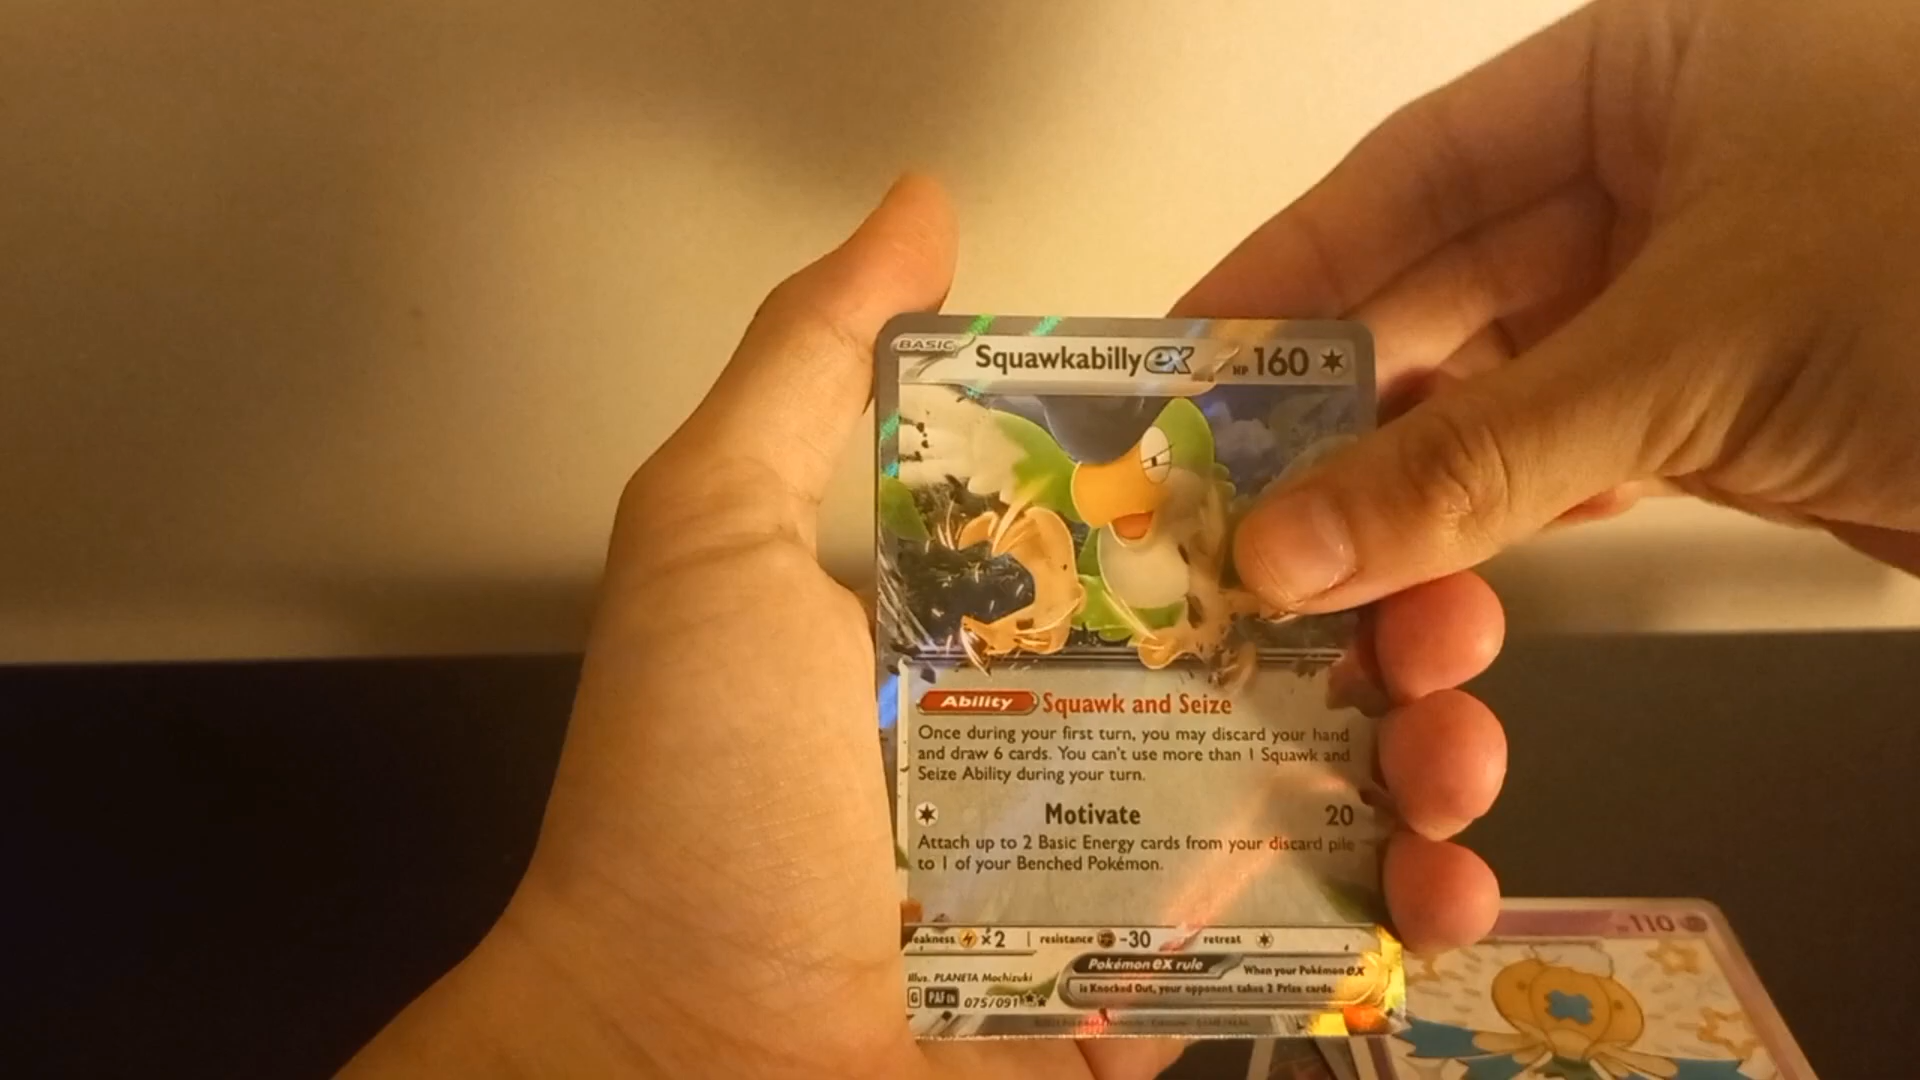 BASIC Squawkabilly ex HP 160
Ability Squawk and Seize
Once during your first turn, you may discard your hand
and draw 6 cards. You can't use more than 1 Squawk and
Seize Ability during your turn.
Motivate 20
Attach up to 2 Basic Energy cards from your discard pile
to 1 of your Benched Pokémon.
eakness ×2 resistance -30 retreat
Illus. PLANETA Mochizuki
Pokémon ex rule When your Pokémon ex
is Knocked Out, your opponent takes 2 Prize cards.
G PAF EN 075/091
110